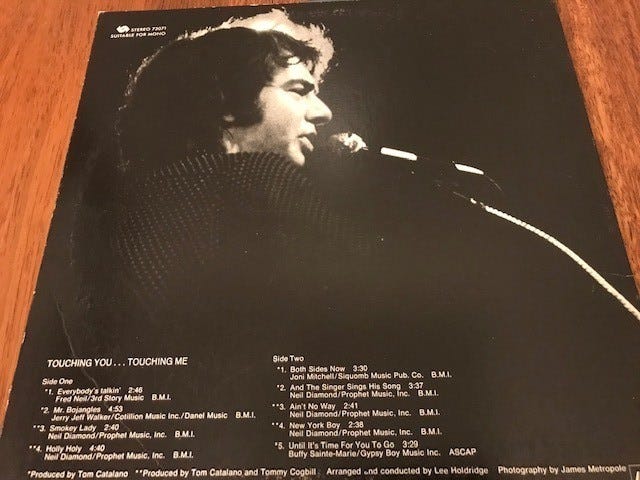 STEREO 73071
SUITABLE FOR MONO
TOUCHING YOU . . . TOUCHING ME
Side One
*1. Everybody's talkin' 2:46
Fred Neil/3rd Story Music B.M.I.
*2. Mr. Bojangles 4:53
Jerry Jeff Walker/Cotillion Music Inc./Danel Music B.M.I.
**3. Smokey Lady 2:40
Neil Diamond/Prophet Music, Inc. B.M.I.
**4. Holly Holy 4:40
Neil Diamond/Prophet Music, Inc. B.M.I.
Side Two
*1. Both Sides Now 3:30
Joni Mitchell/Siquomb Music Pub. Co. B.M.I.
*2. And The Singer Sings His Song 3:37
Neil Diamond/Prophet Music, Inc. B.M.I.
**3. Ain't No Way 2:41
Neil Diamond/Prophet Music, Inc. B.M.I.
**4. New York Boy 2:38
Neil Diamond/Prophet Music, Inc. B.M.I.
*5. Until It's Time For You To Go 3:29
Buffy Sainte-Marie/Gypsy Boy Music Inc. ASCAP
*Produced by Tom Catalano **Produced by Tom Catalano and Tommy Cogbill Arranged and conducted by Lee Holdridge Photography by James Metropole